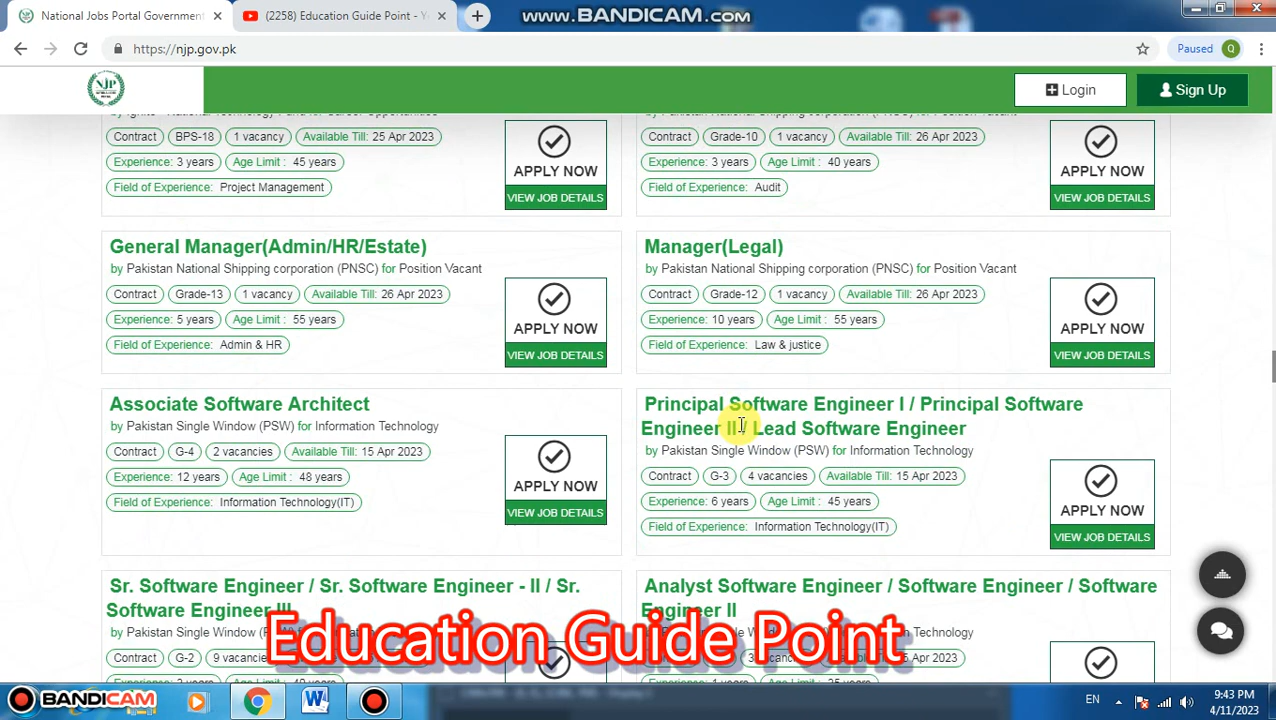 National Jobs Portal Government
(2258) Education Guide Point - Y
www.BANDICAM.com
https://njp.gov.pk
Paused
Q
NJP
Login
Sign Up
Contract BPS-18 1 vacancy Available Till: 25 Apr 2023
Experience: 3 years Age Limit : 45 years
Field of Experience: Project Management
APPLY NOW
VIEW JOB DETAILS
Contract Grade-10 1 vacancy Available Till: 26 Apr 2023
Experience: 3 years Age Limit : 40 years
Field of Experience: Audit
APPLY NOW
VIEW JOB DETAILS
General Manager(Admin/HR/Estate)
by Pakistan National Shipping corporation (PNSC) for Position Vacant
Contract Grade-13 1 vacancy Available Till: 26 Apr 2023
Experience: 5 years Age Limit : 55 years
Field of Experience: Admin & HR
APPLY NOW
VIEW JOB DETAILS
Manager(Legal)
by Pakistan National Shipping corporation (PNSC) for Position Vacant
Contract Grade-12 1 vacancy Available Till: 26 Apr 2023
Experience: 10 years Age Limit : 55 years
Field of Experience: Law & justice
APPLY NOW
VIEW JOB DETAILS
Associate Software Architect
by Pakistan Single Window (PSW) for Information Technology
Contract G-4 2 vacancies Available Till: 15 Apr 2023
Experience: 12 years Age Limit : 48 years
Field of Experience: Information Technology(IT)
APPLY NOW
VIEW JOB DETAILS
Principal Software Engineer I / Principal Software
Engineer II / Lead Software Engineer
by Pakistan Single Window (PSW) for Information Technology
Contract G-3 4 vacancies Available Till: 15 Apr 2023
Experience: 6 years Age Limit : 45 years
Field of Experience: Information Technology(IT)
APPLY NOW
VIEW JOB DETAILS
Sr. Software Engineer / Sr. Software Engineer - II / Sr.
Software Engineer III
by Pakistan Single Window
Contract G-2 9 vacancies
Analyst Software Engineer / Software Engineer / Software
Engineer II
Technology
Apr 2023
Education Guide Point
BANDICAM
EN
9:43 PM
4/11/2023